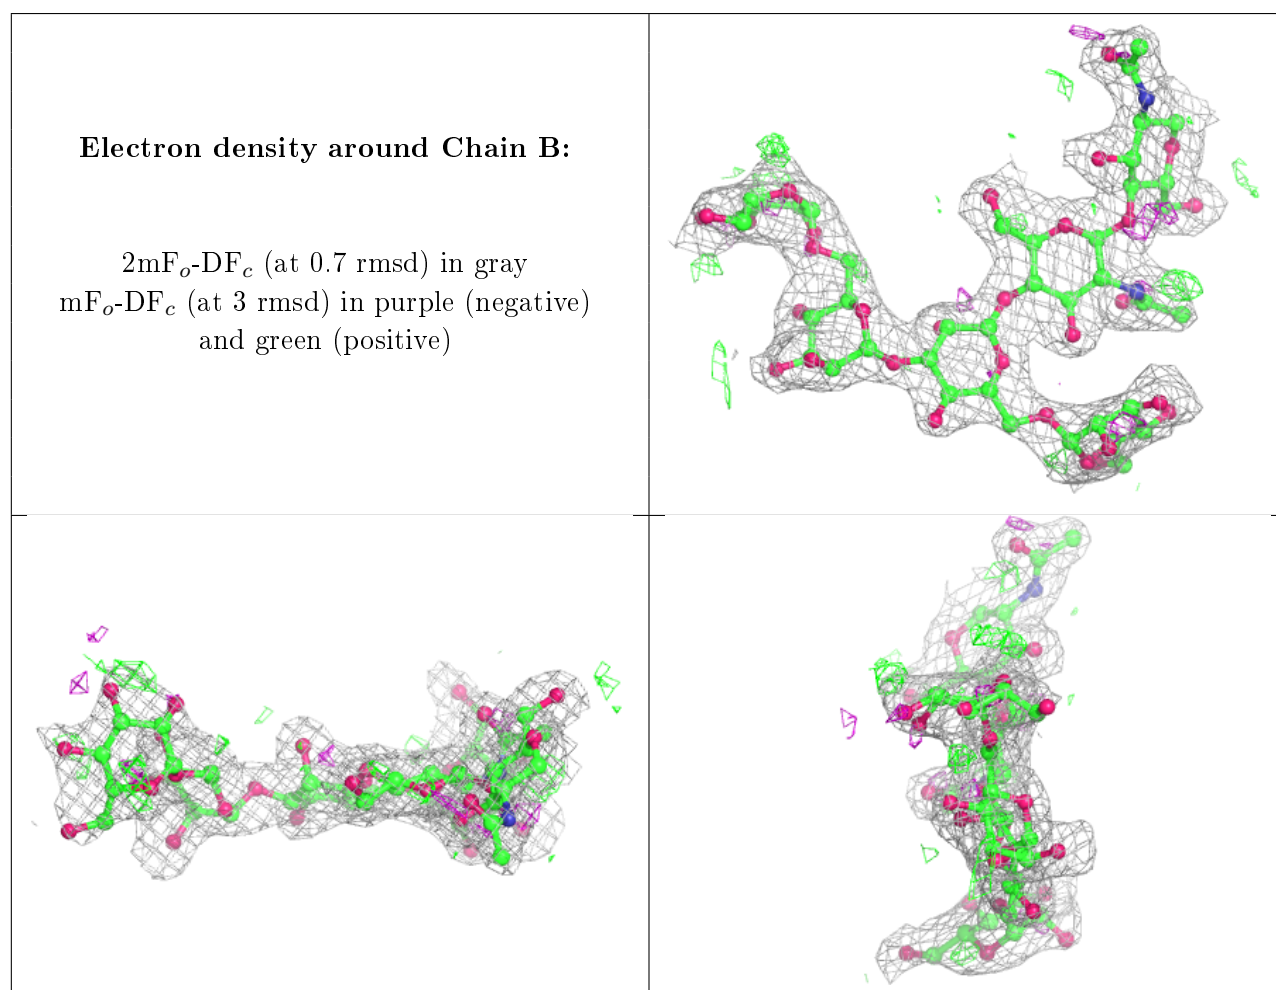 Electron density around Chain B:
2mFₒ-DF𝒸 (at 0.7 rmsd) in gray
mFₒ-DF𝒸 (at 3 rmsd) in purple (negative)
and green (positive)